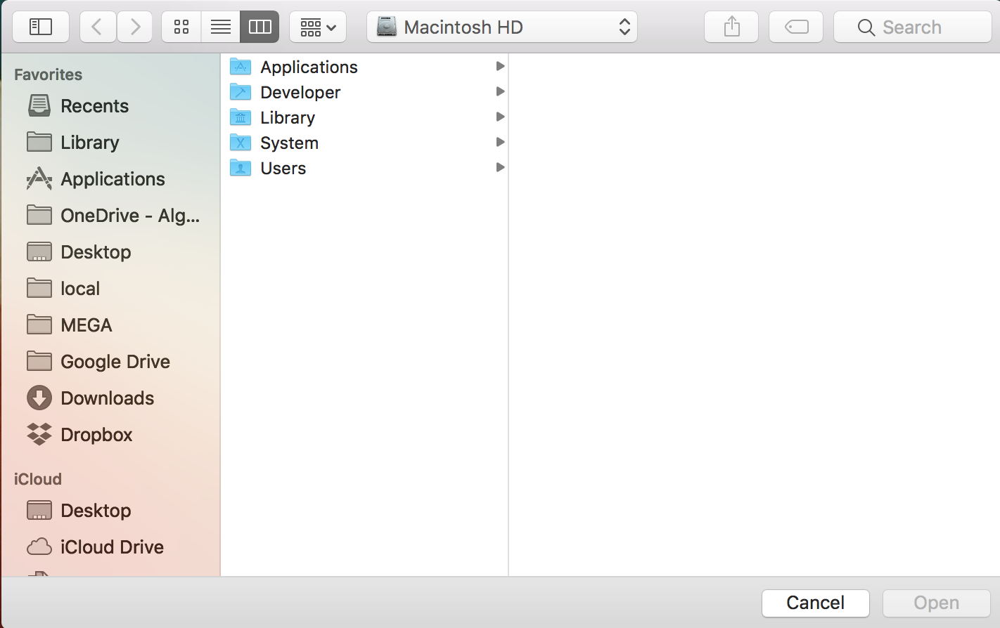 Macintosh HD
Search
Favorites
Recents
Library
Applications
OneDrive - Alg...
Desktop
local
MEGA
Google Drive
Downloads
Dropbox
iCloud
Desktop
iCloud Drive
Applications
Developer
Library
System
Users
Cancel
Open